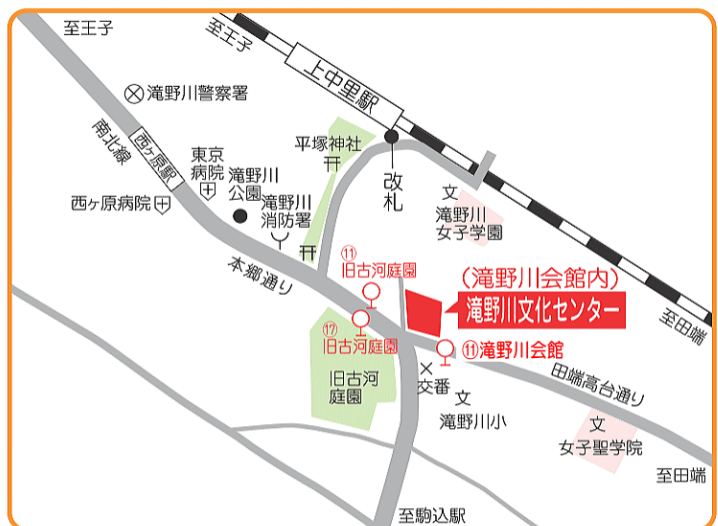 至王子
至王子
上中里駅
滝野川警察署
南北線
西ヶ原駅
東京
病院
西ヶ原病院
滝野川
公園
滝野川
消防署
平塚神社
改札
文
滝野川
女子学園
本郷通り
⑪
旧古河庭園
⑰
旧古河庭園
(滝野川会館内)
滝野川文化センター
至田端
⑪滝野川会館
旧古河
庭園
交番
文
滝野川小
田端高台通り
文
女子聖学院
至田端
至駒込駅